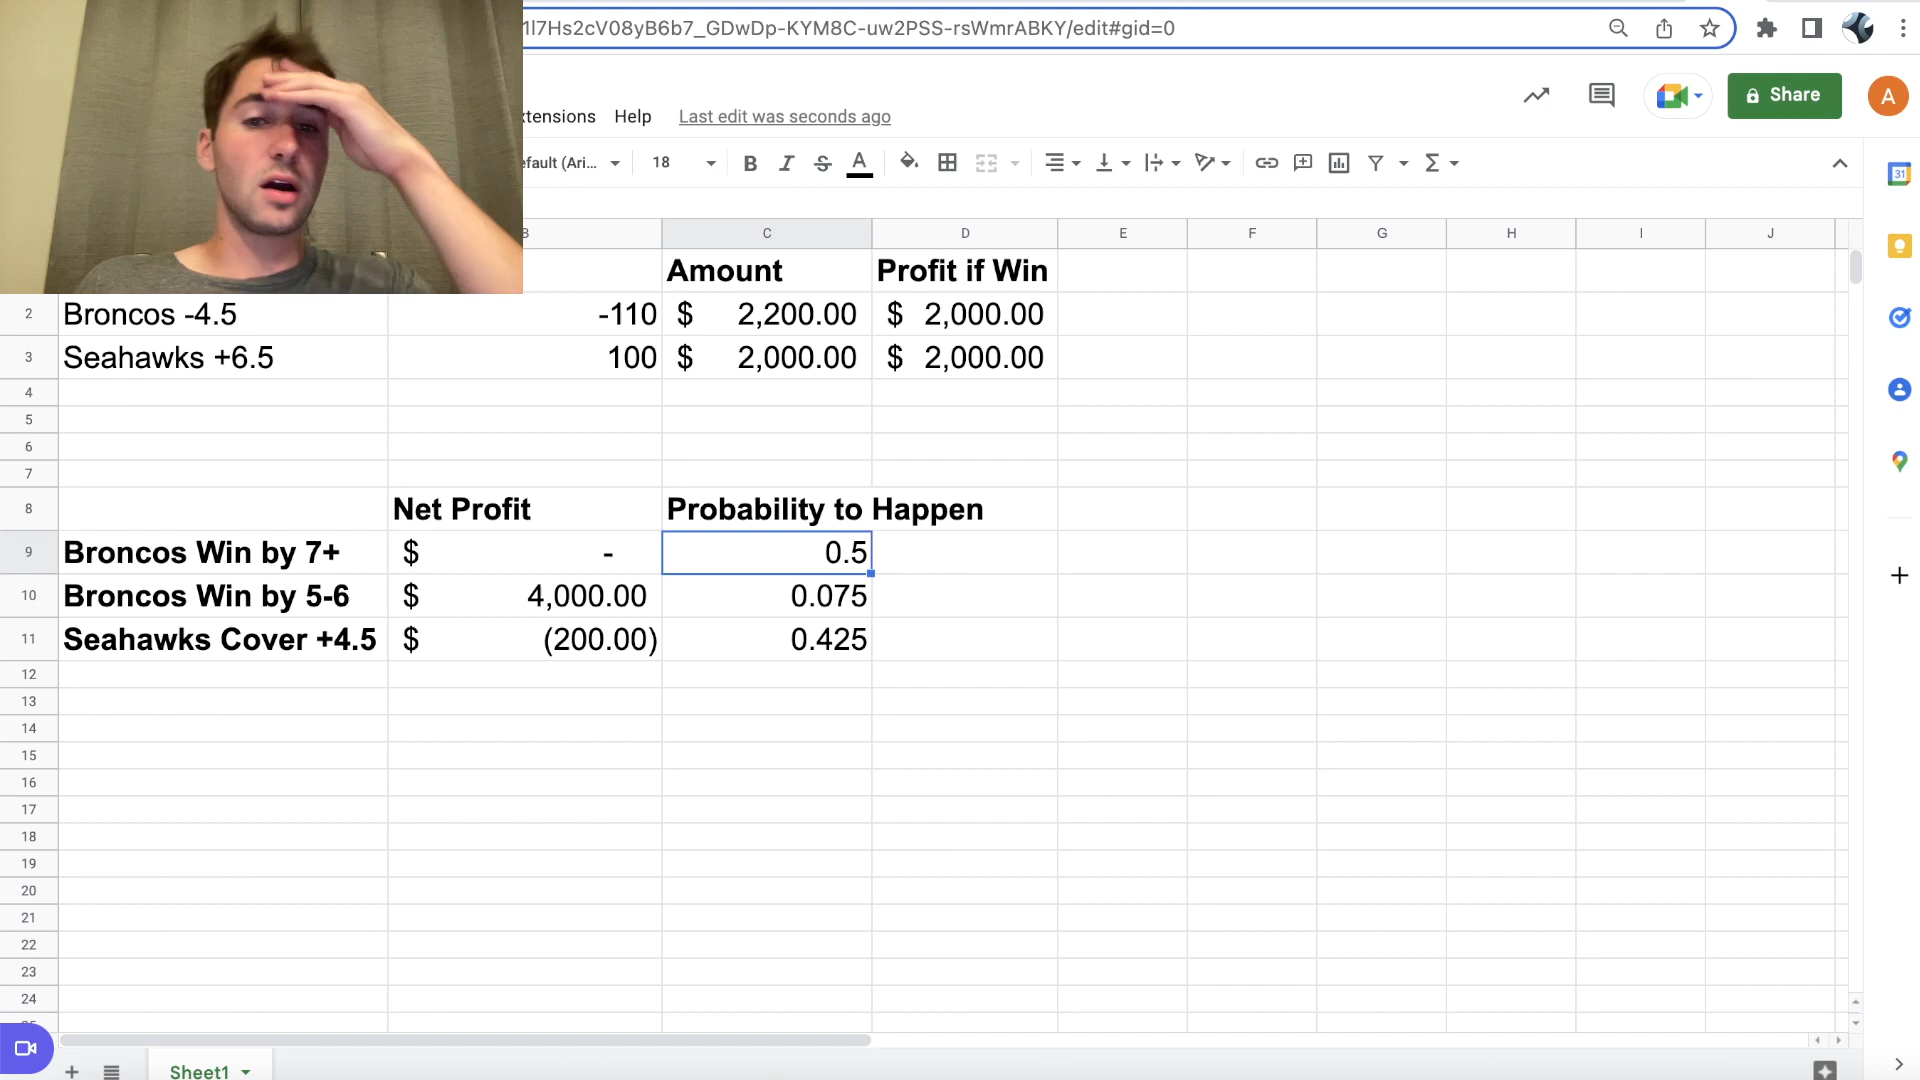 1l7Hs2cV08yB6b7_GDwDp-KYM8C-uw2PSS-rsWmrABKY/edit#gid=0
Share
A
xtensions Help Last edit was seconds ago
efault (Ari... 18 B I S A
31
B C D E F G H I J
Amount Profit if Win
2 Broncos -4.5 -110 $ 2,200.00 $ 2,000.00
3 Seahawks +6.5 100 $ 2,000.00 $ 2,000.00
4
5
6
7
8 Net Profit Probability to Happen
9 Broncos Win by 7+ $ - 0.5
10 Broncos Win by 5-6 $ 4,000.00 0.075
11 Seahawks Cover +4.5 $ (200.00) 0.425
12
13
14
15
16
17
18
19
20
21
22
23
24
Sheet1